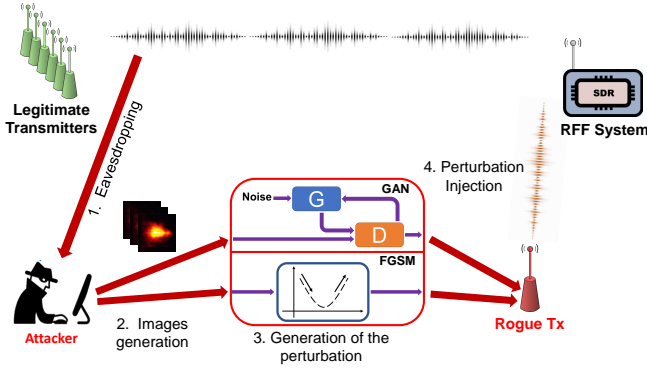 Legitimate
Transmitters
SDR
RFF System
1. Eavesdropping
4. Perturbation
Injection
Noise
G
GAN
D
FGSM
Attacker
2. Images
generation
3. Generation of the
perturbation
Rogue Tx